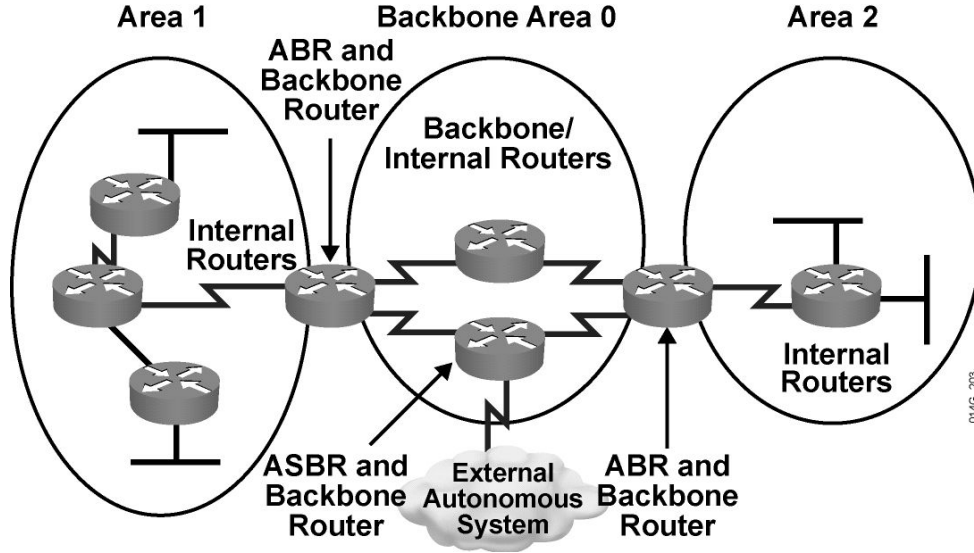 Area 1
Backbone Area 0
Area 2
ABR and
Backbone
Router
Backbone/
Internal Routers
Internal
Routers
Internal
Routers
ASBR and
Backbone
Router
External
Autonomous
System
ABR and
Backbone
Router
014G_203